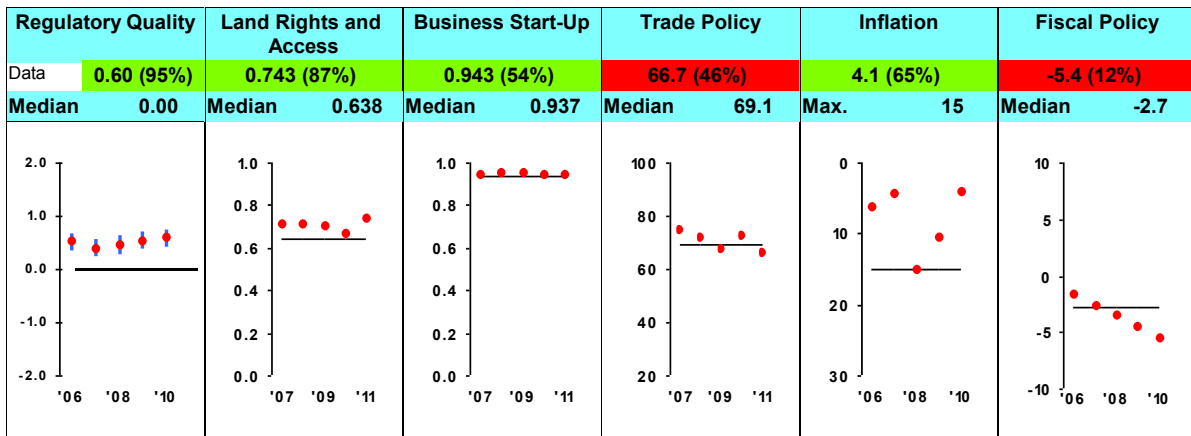 Regulatory Quality
Land Rights and
Access
Business Start-Up
Trade Policy
Inflation
Fiscal Policy
Data 0.60 (95%)
0.743 (87%)
0.943 (54%)
66.7 (46%)
4.1 (65%)
-5.4 (12%)
Median 0.00
Median 0.638
Median 0.937
Median 69.1
Max. 15
Median -2.7
2.0
1.0
0.0
-1.0
-2.0
'06 '08 '10
1.0
0.8
0.6
0.4
0.2
0.0
'07 '09 '11
1.0
0.8
0.6
0.4
0.2
0.0
'07 '09 '11
100
80
60
40
20
'07 '09 '11
0
10
20
30
'06 '08 '10
10
5
0
-5
-10
'06 '08 '10